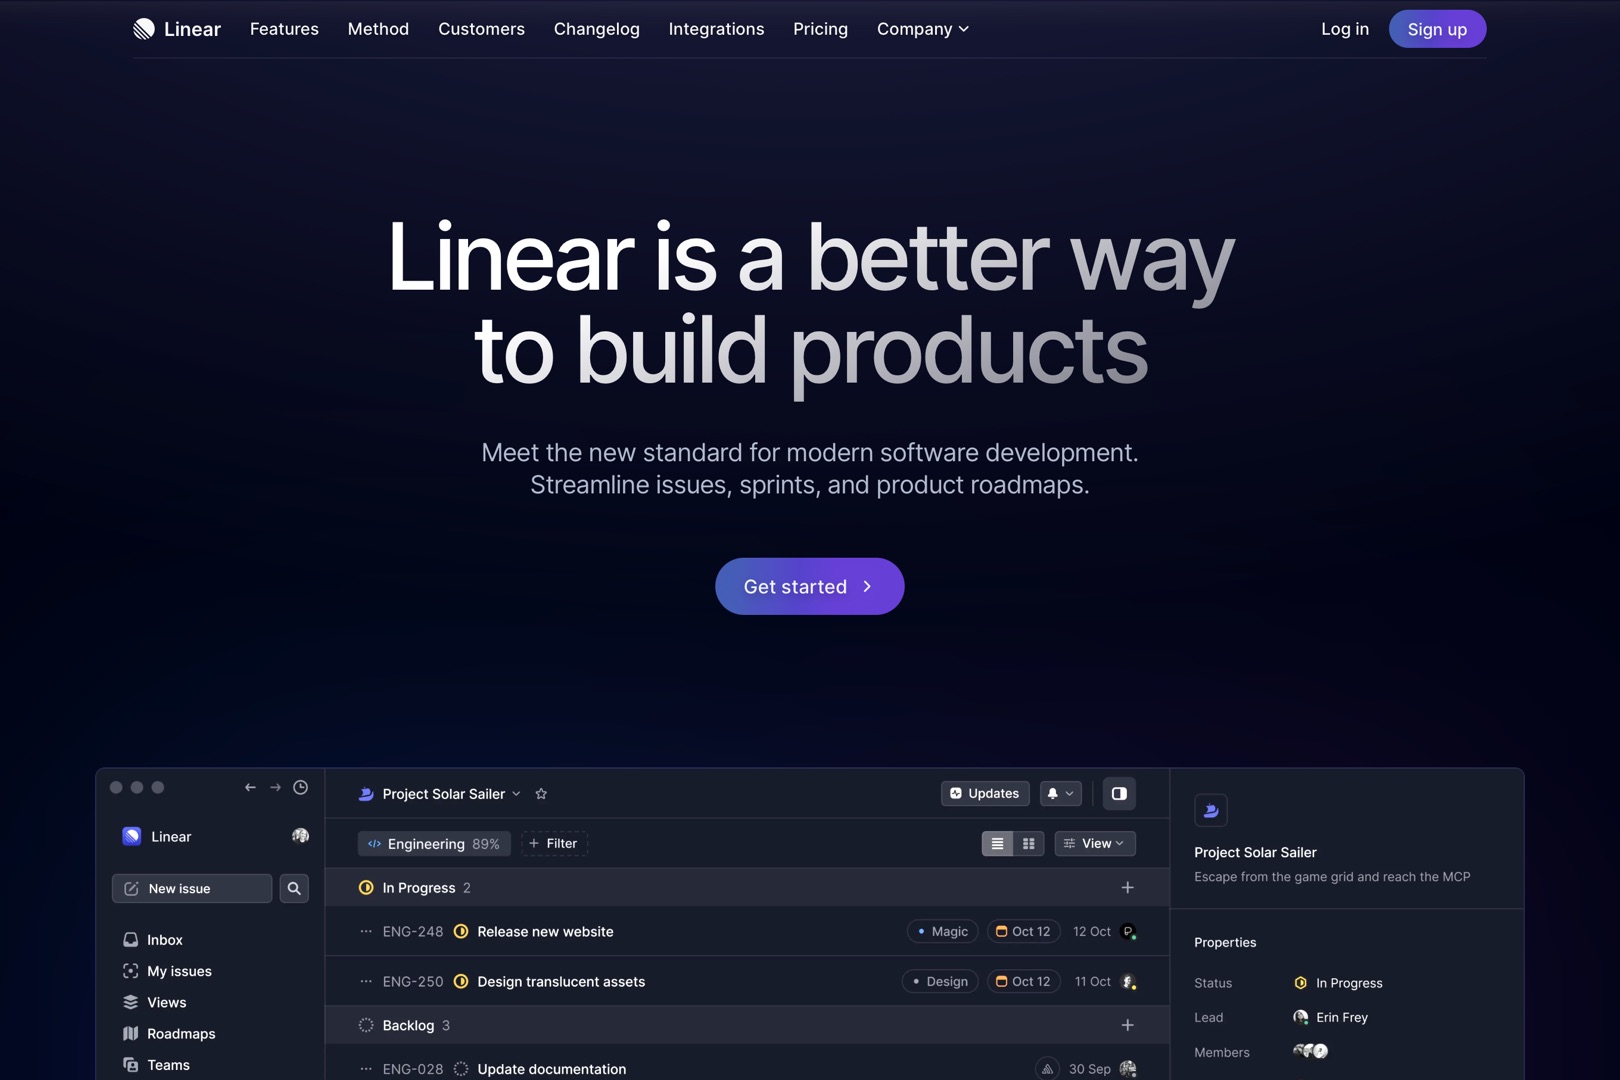 Linear Features Method Customers Changelog Integrations Pricing Company Log in Sign up
Linear is a better way
to build products
Meet the new standard for modern software development.
Streamline issues, sprints, and product roadmaps.
Get started
Linear
New issue
Inbox
My issues
Views
Roadmaps
Teams
Project Solar Sailer Updates
Engineering 89% + Filter View
In Progress 2
ENG-248 Release new website Magic Oct 12 12 Oct
ENG-250 Design translucent assets Design Oct 12 11 Oct
Backlog 3
ENG-028 Update documentation 30 Sep
Project Solar Sailer
Escape from the game grid and reach the MCP
Properties
Status In Progress
Lead Erin Frey
Members